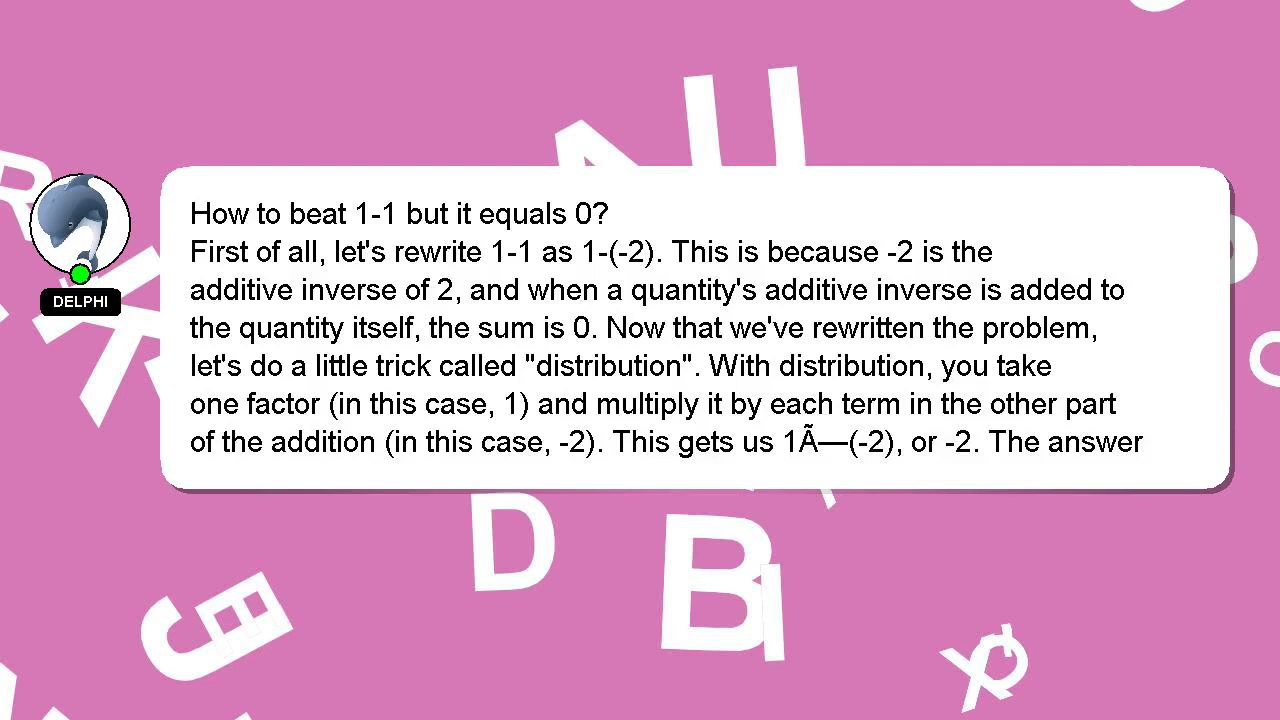 How to beat 1-1 but it equals 0?
First of all, let's rewrite 1-1 as 1-(-2). This is because -2 is the
additive inverse of 2, and when a quantity's additive inverse is added to
the quantity itself, the sum is 0. Now that we've rewritten the problem,
let's do a little trick called "distribution". With distribution, you take
one factor (in this case, 1) and multiply it by each term in the other part
of the addition (in this case, -2). This gets us 1Ã—(-2), or -2. The answer
DELPHI
R
K
U
D
B
I
J
E
X